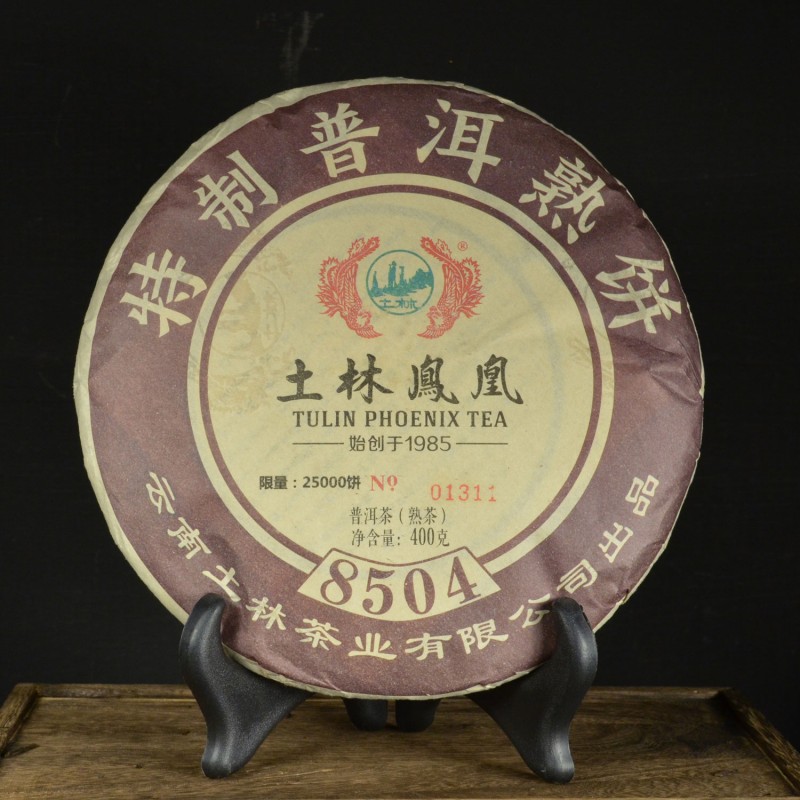 特制普洱熟饼
®
土林
土林鳳凰
TULIN PHOENIX TEA
始创于1985
限量：25000饼 Nº 01311
普洱茶（熟茶）
净含量：400克
8504
云南土林茶业有限公司出品